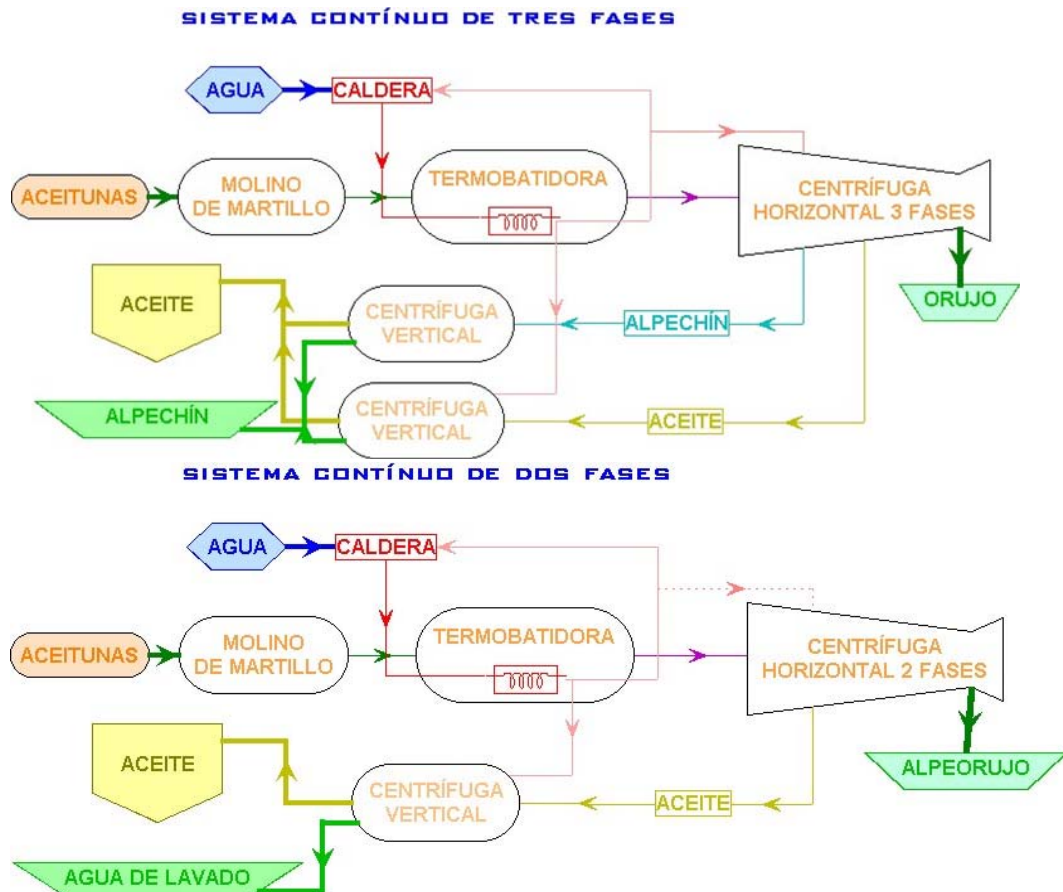 SISTEMA CONTÍNUO DE TRES FASES
AGUA
CALDERA
ACEITUNAS
MOLINO
DE MARTILLO
TERMOBATIDORA
CENTRÍFUGA
HORIZONTAL 3 FASES
ORUJO
ACEITE
CENTRÍFUGA
VERTICAL
ALPECHÍN
ALPECHÍN
CENTRÍFUGA
VERTICAL
ACEITE
SISTEMA CONTÍNUO DE DOS FASES
AGUA
CALDERA
ACEITUNAS
MOLINO
DE MARTILLO
TERMOBATIDORA
CENTRÍFUGA
HORIZONTAL 2 FASES
ALPEORUJO
ACEITE
CENTRÍFUGA
VERTICAL
ACEITE
AGUA DE LAVADO